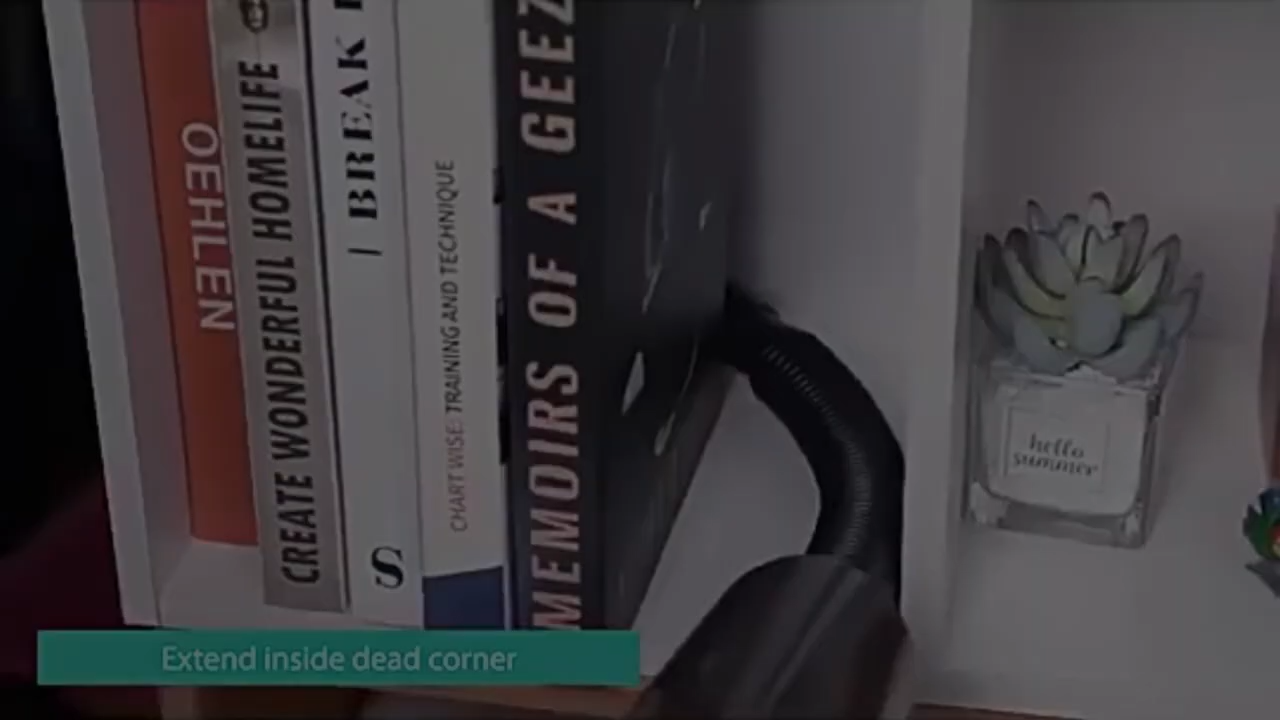 OEHLEN
CREATE WONDERFUL HOMELIFE
| BREAK
S
CHART WISE: TRAINING AND TECHNIQUE
MEMOIRS OF A GEEZ
hello
summer
Extend inside dead corner